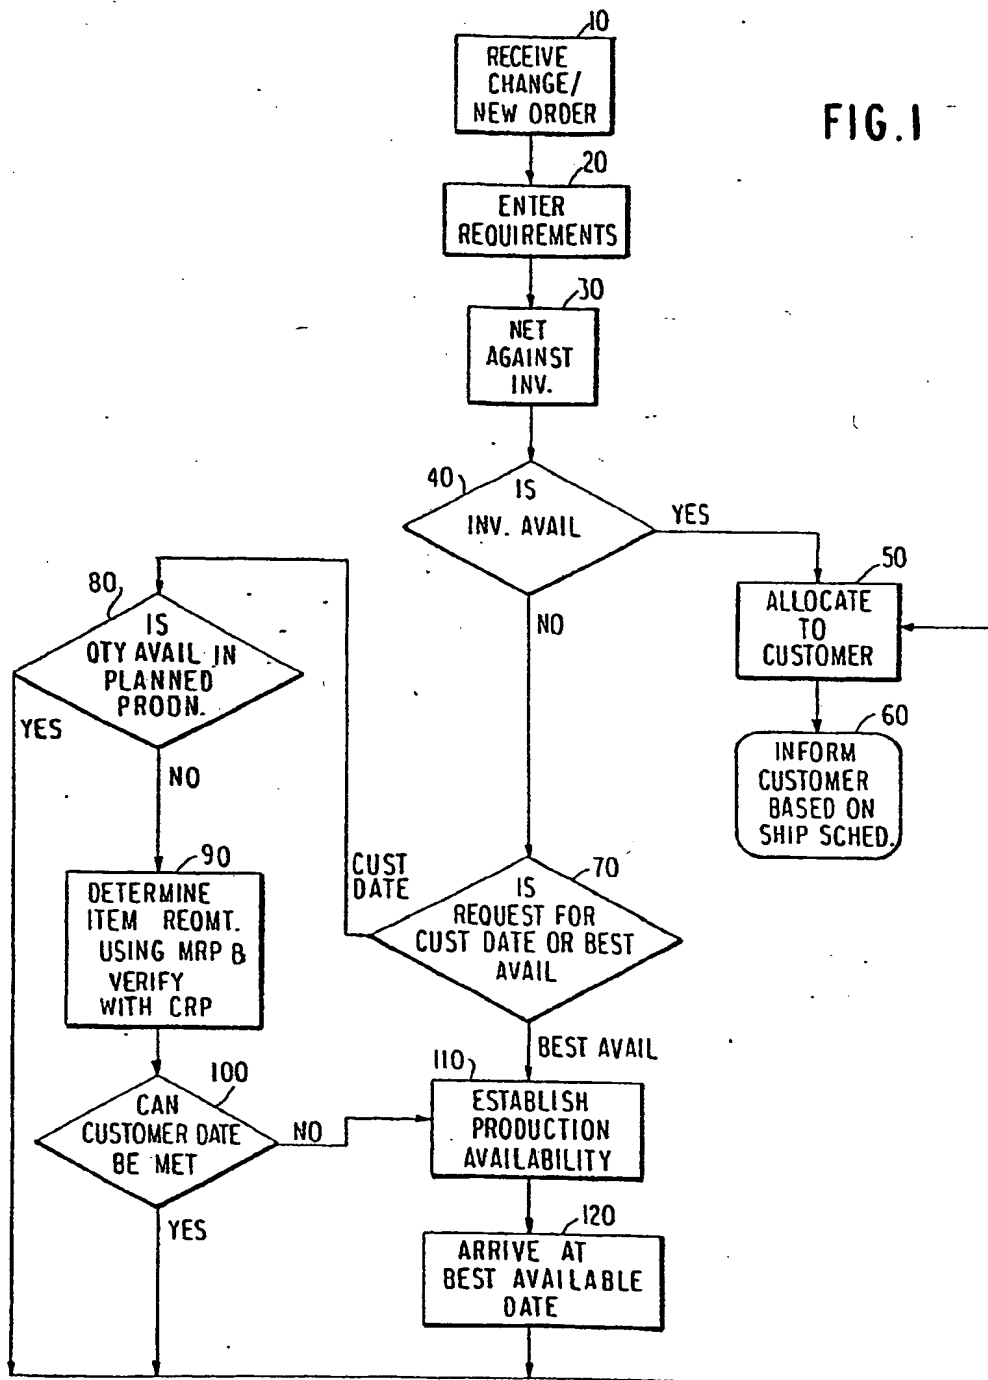 FIG.1
10
RECEIVE
CHANGE/
NEW ORDER
20
ENTER
REQUIREMENTS
30
NET
AGAINST
INV.
40
IS
INV. AVAIL
YES
NO
50
ALLOCATE
TO
CUSTOMER
60
INFORM
CUSTOMER
BASED ON
SHIP SCHED.
70
IS
REQUEST FOR
CUST DATE OR BEST
AVAIL
CUST
DATE
BEST AVAIL
80
IS
QTY AVAIL IN
PLANNED
PRODN.
YES
NO
90
DETERMINE
ITEM REQMT.
USING MRP &
VERIFY
WITH CRP
100
CAN
CUSTOMER DATE
BE MET
NO
YES
110
ESTABLISH
PRODUCTION
AVAILABILITY
120
ARRIVE AT
BEST AVAILABLE
DATE